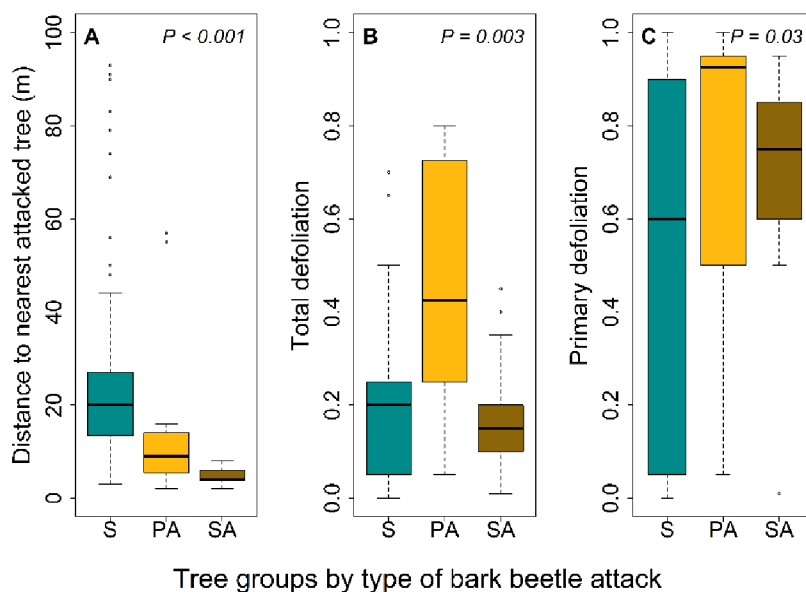 A
P < 0.001
Distance to nearest attacked tree (m)
0
20
40
60
80
100
S
PA
SA
B
P = 0.003
Total defoliation
0.0
0.2
0.4
0.6
0.8
1.0
S
PA
SA
C
P = 0.03
Primary defoliation
0.0
0.2
0.4
0.6
0.8
1.0
S
PA
SA
Tree groups by type of bark beetle attack